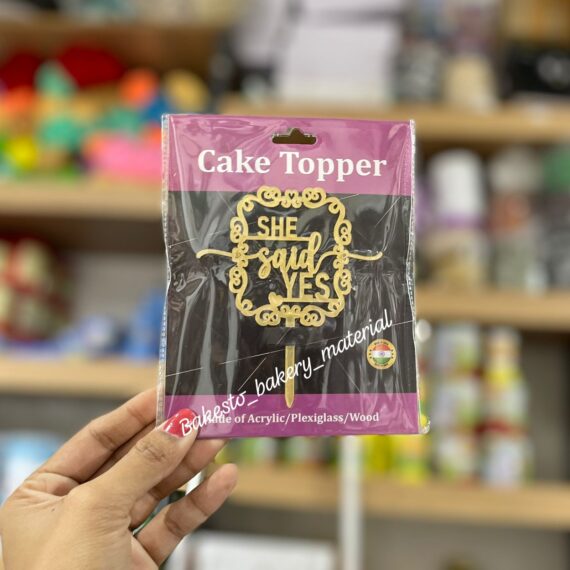 Cake Topper
SHE
said
YES
Bakesto_bakery_material
Made of Acrylic/Plexiglass/Wood